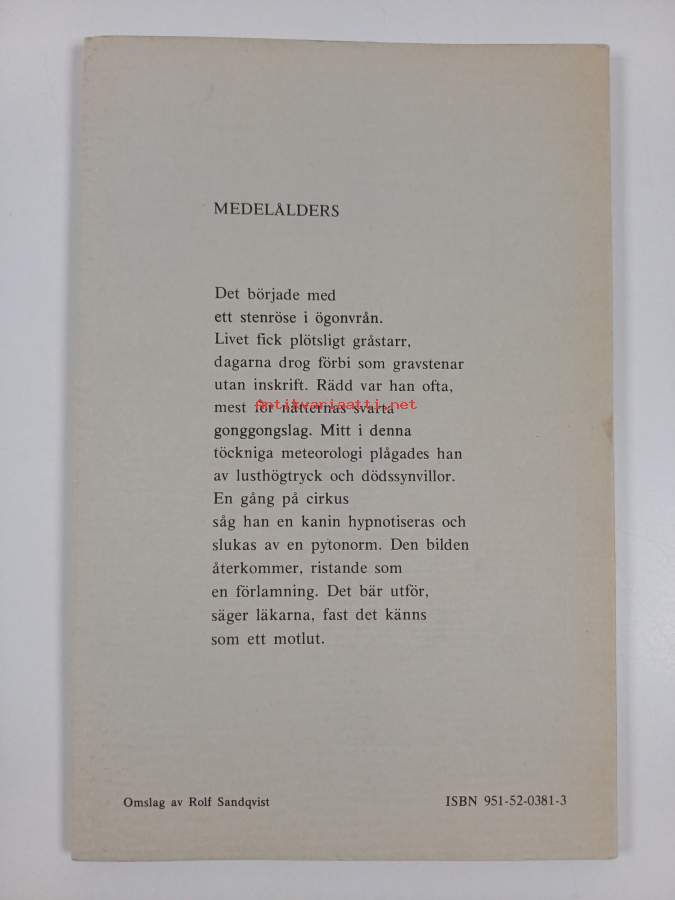 MEDELÅLDERS
Det började med
ett stenröse i ögonvrån.
Livet fick plötsligt gråstarr,
dagarna drog förbi som gravstenar
utan inskrift. Rädd var han ofta,
mest för nätternas svarta
antikvariaatti.net
gonggongslag. Mitt i denna
töckniga meteorologi plågades han
av lusthögtryck och dödssynvillor.
En gång på cirkus
såg han en kanin hypnotiseras och
slukas av en pytonorm. Den bilden
återkommer, ristande som
en förlamning. Det bär utför,
säger läkarna, fast det känns
som ett motlut.
Omslag av Rolf Sandqvist
ISBN 951-52-0381-3